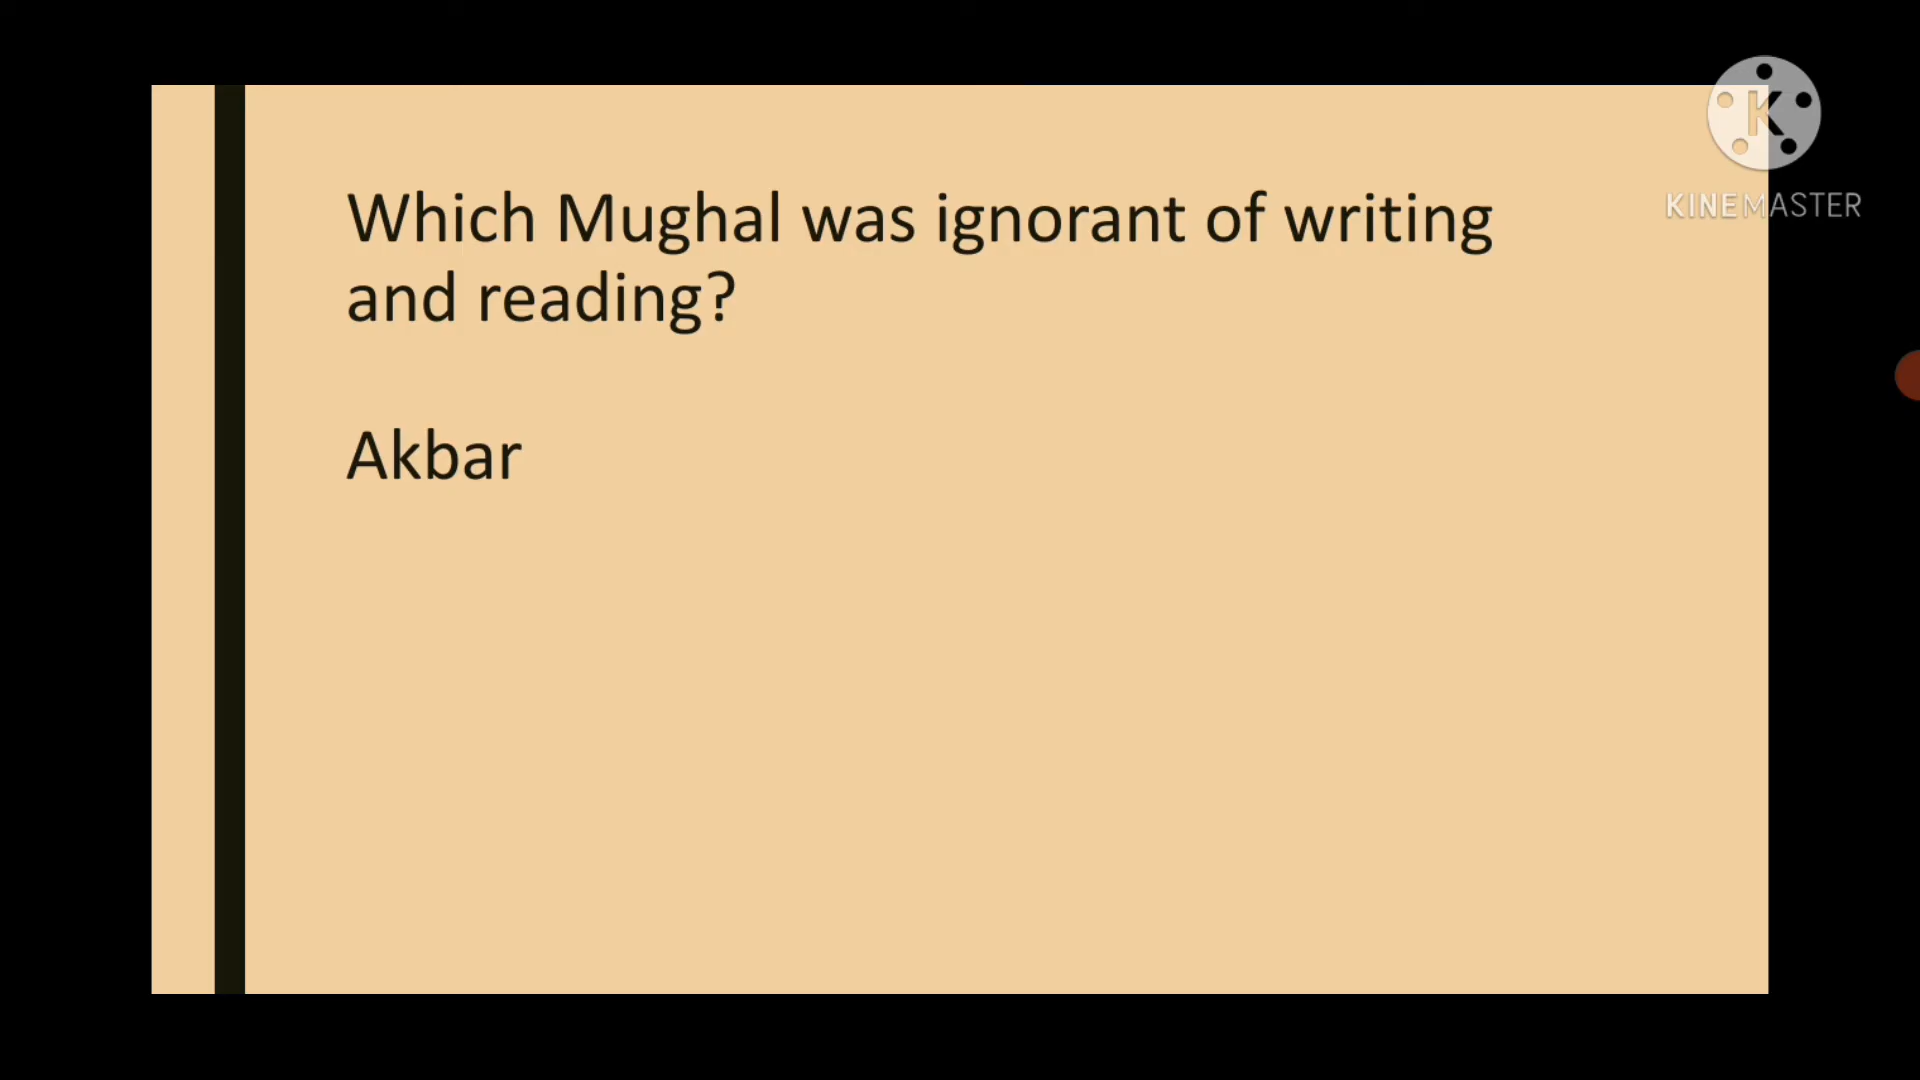 Which Mughal was ignorant of writing
and reading?
Akbar
K
KINEMASTER